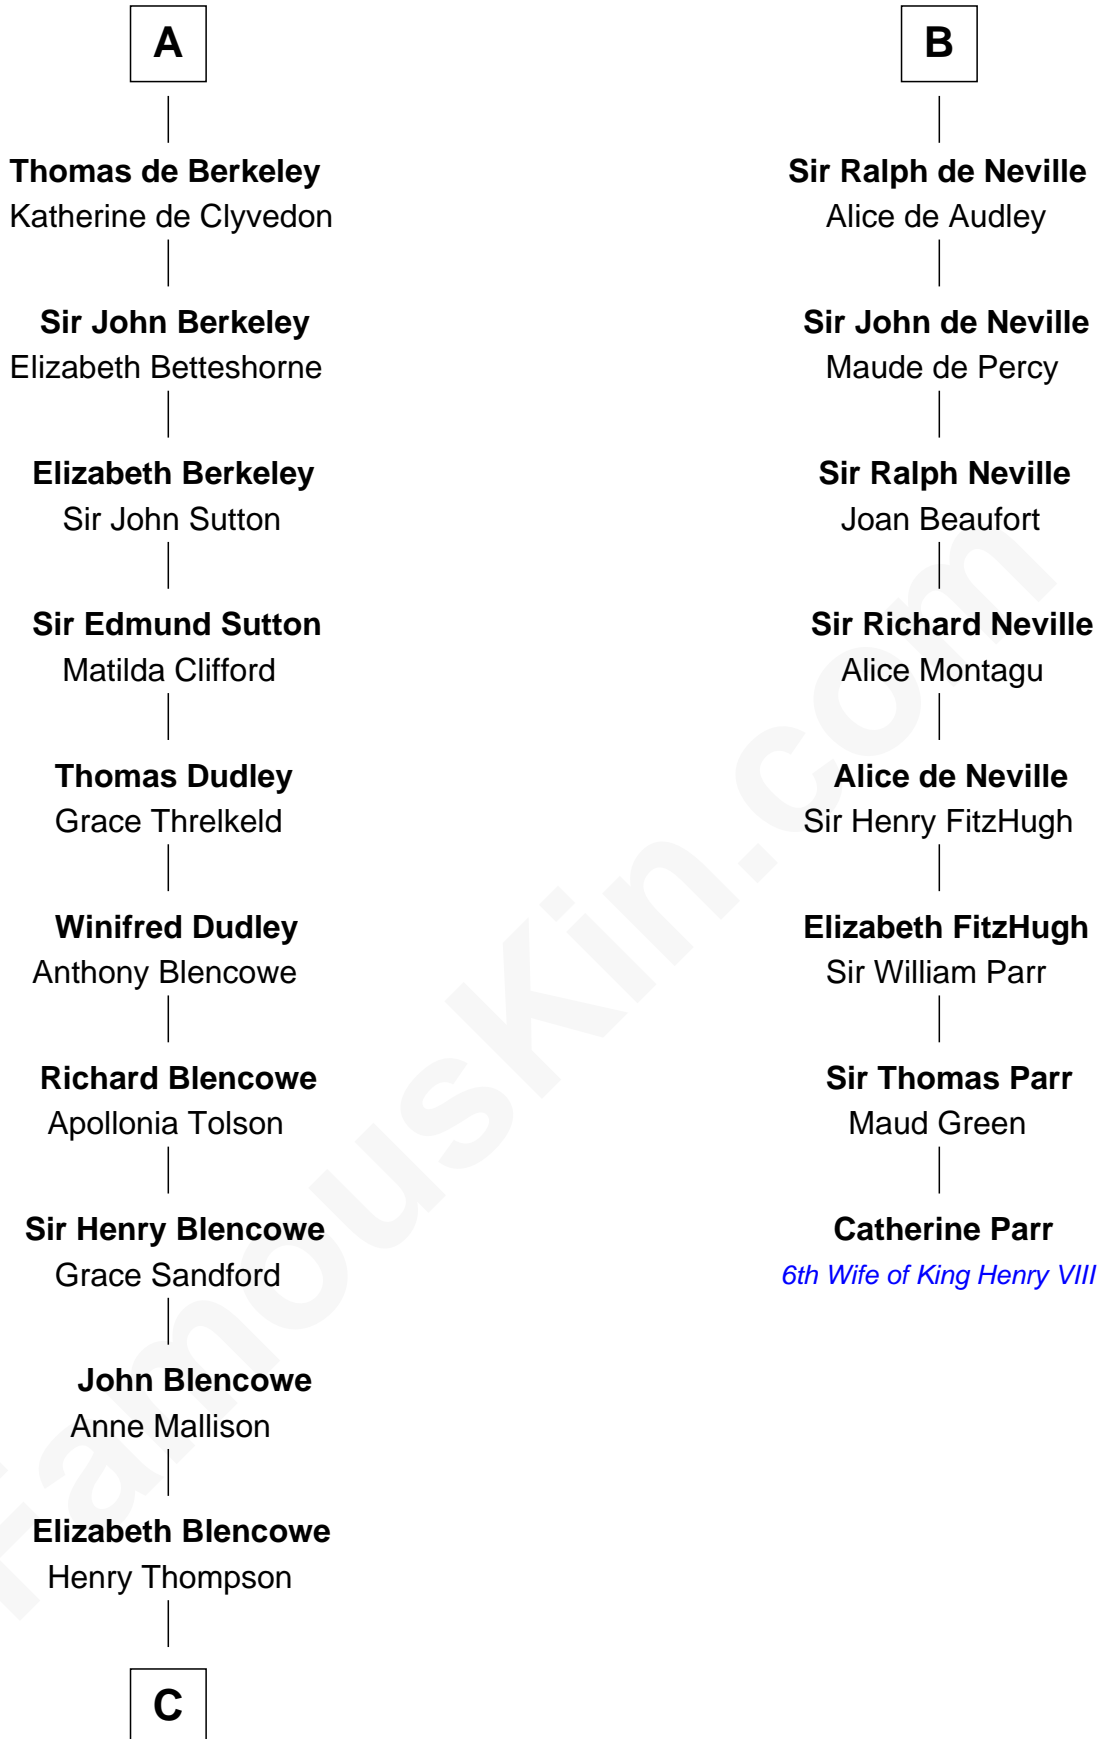 A
Thomas de Berkeley
Katherine de Clyvedon
Sir John Berkeley
Elizabeth Betteshorne
Elizabeth Berkeley
Sir John Sutton
Sir Edmund Sutton
Matilda Clifford
Thomas Dudley
Grace Threlkeld
Winifred Dudley
Anthony Blencowe
Richard Blencowe
Apollonia Tolson
Sir Henry Blencowe
Grace Sandford
John Blencowe
Anne Mallison
Elizabeth Blencowe
Henry Thompson
C
B
Sir Ralph de Neville
Alice de Audley
Sir John de Neville
Maude de Percy
Sir Ralph Neville
Joan Beaufort
Sir Richard Neville
Alice Montagu
Alice de Neville
Sir Henry FitzHugh
Elizabeth FitzHugh
Sir William Parr
Sir Thomas Parr
Maud Green
Catherine Parr
6th Wife of King Henry VIII
FamousKin.com